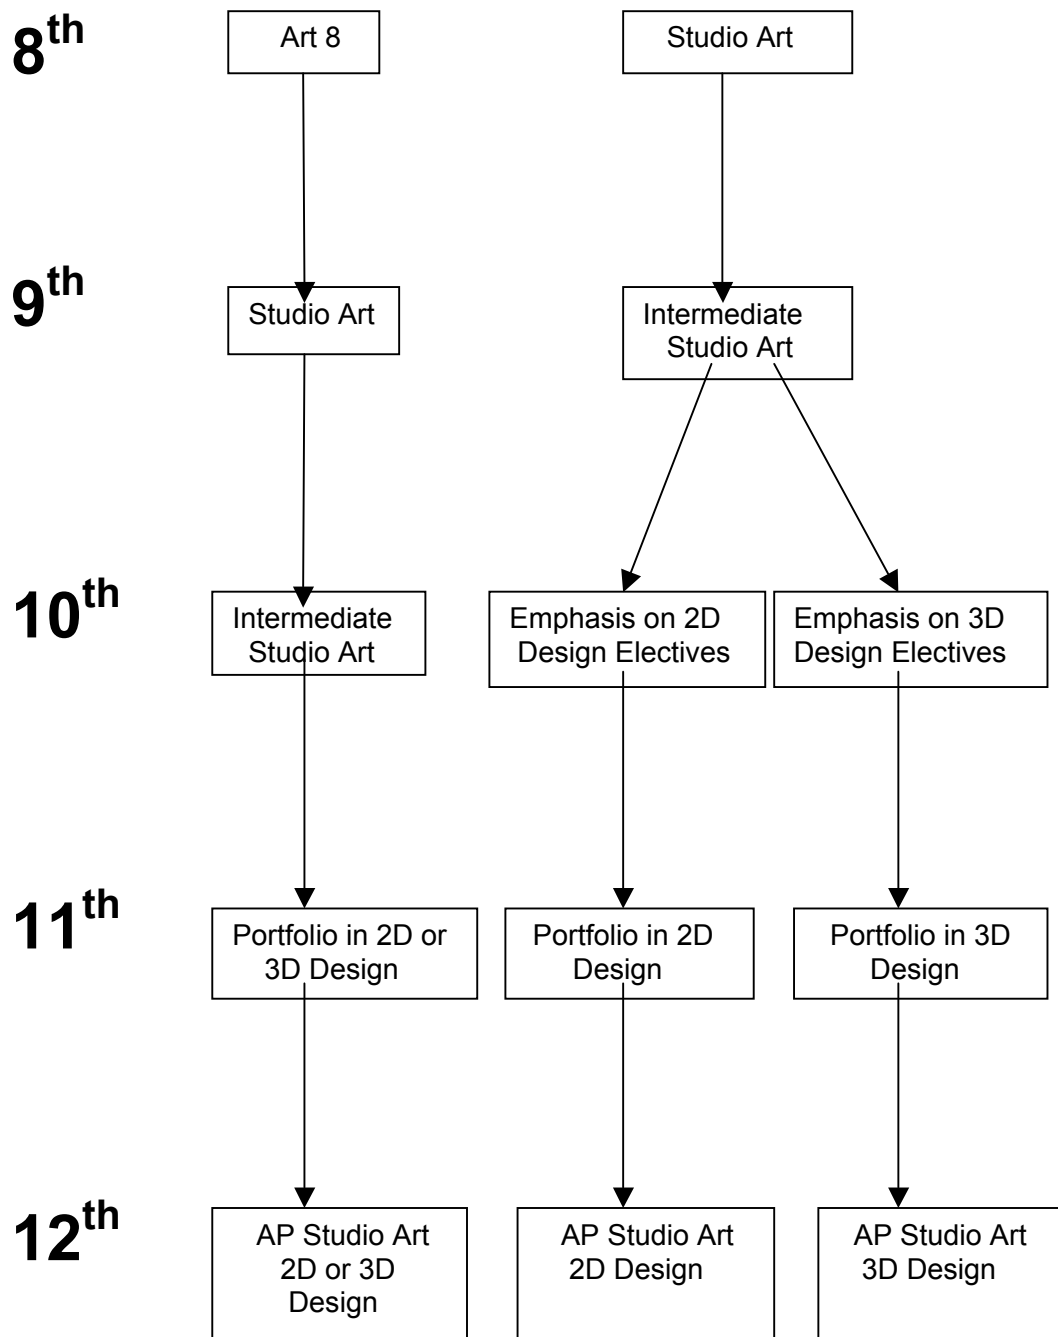 8th
Art 8
Studio Art
9th
Studio Art
Intermediate
Studio Art
10th
Intermediate
Studio Art
Emphasis on 2D
Design Electives
Emphasis on 3D
Design Electives
11th
Portfolio in 2D or
3D Design
Portfolio in 2D
Design
Portfolio in 3D
Design
12th
AP Studio Art
2D or 3D
Design
AP Studio Art
2D Design
AP Studio Art
3D Design